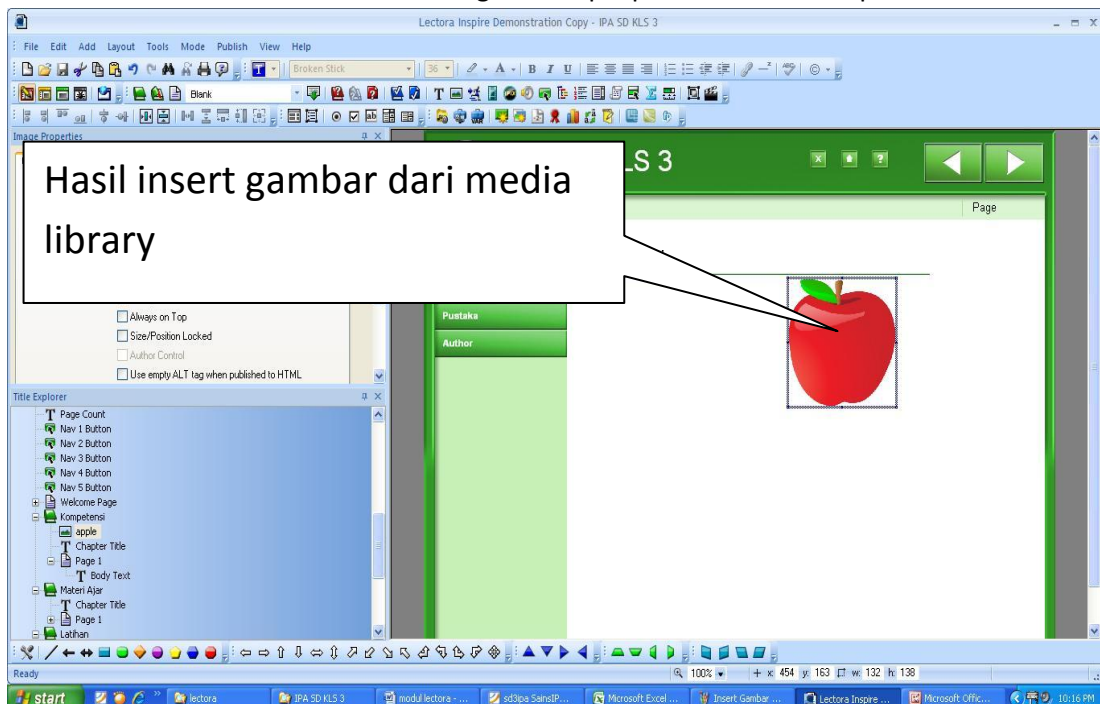 Lectora Inspire Demonstration Copy - IPA SD KLS 3
File Edit Add Layout Tools Mode Publish View Help
Broken Stick 36 A B I U
Blank
Image Properties
Hasil insert gambar dari media
library
LS 3
Page
Always on Top
Size/Position Locked
Author Control
Use empty ALT tag when published to HTML
Pustaka
Author
Title Explorer
Page Count
Nav 1 Button
Nav 2 Button
Nav 3 Button
Nav 4 Button
Nav 5 Button
Welcome Page
Kompetensi
apple
Chapter Title
Page 1
Body Text
Materi Ajar
Chapter Title
Page 1
Latihan
Ready 100% x: 454 y: 163 w: 132 h: 138
start lectora IPA SD KLS 3 modul lectora - ... sd3ipa SainsIP... Microsoft Excel ... Insert Gambar ... Lectora Inspire ... Microsoft Offic... 10:16 PM